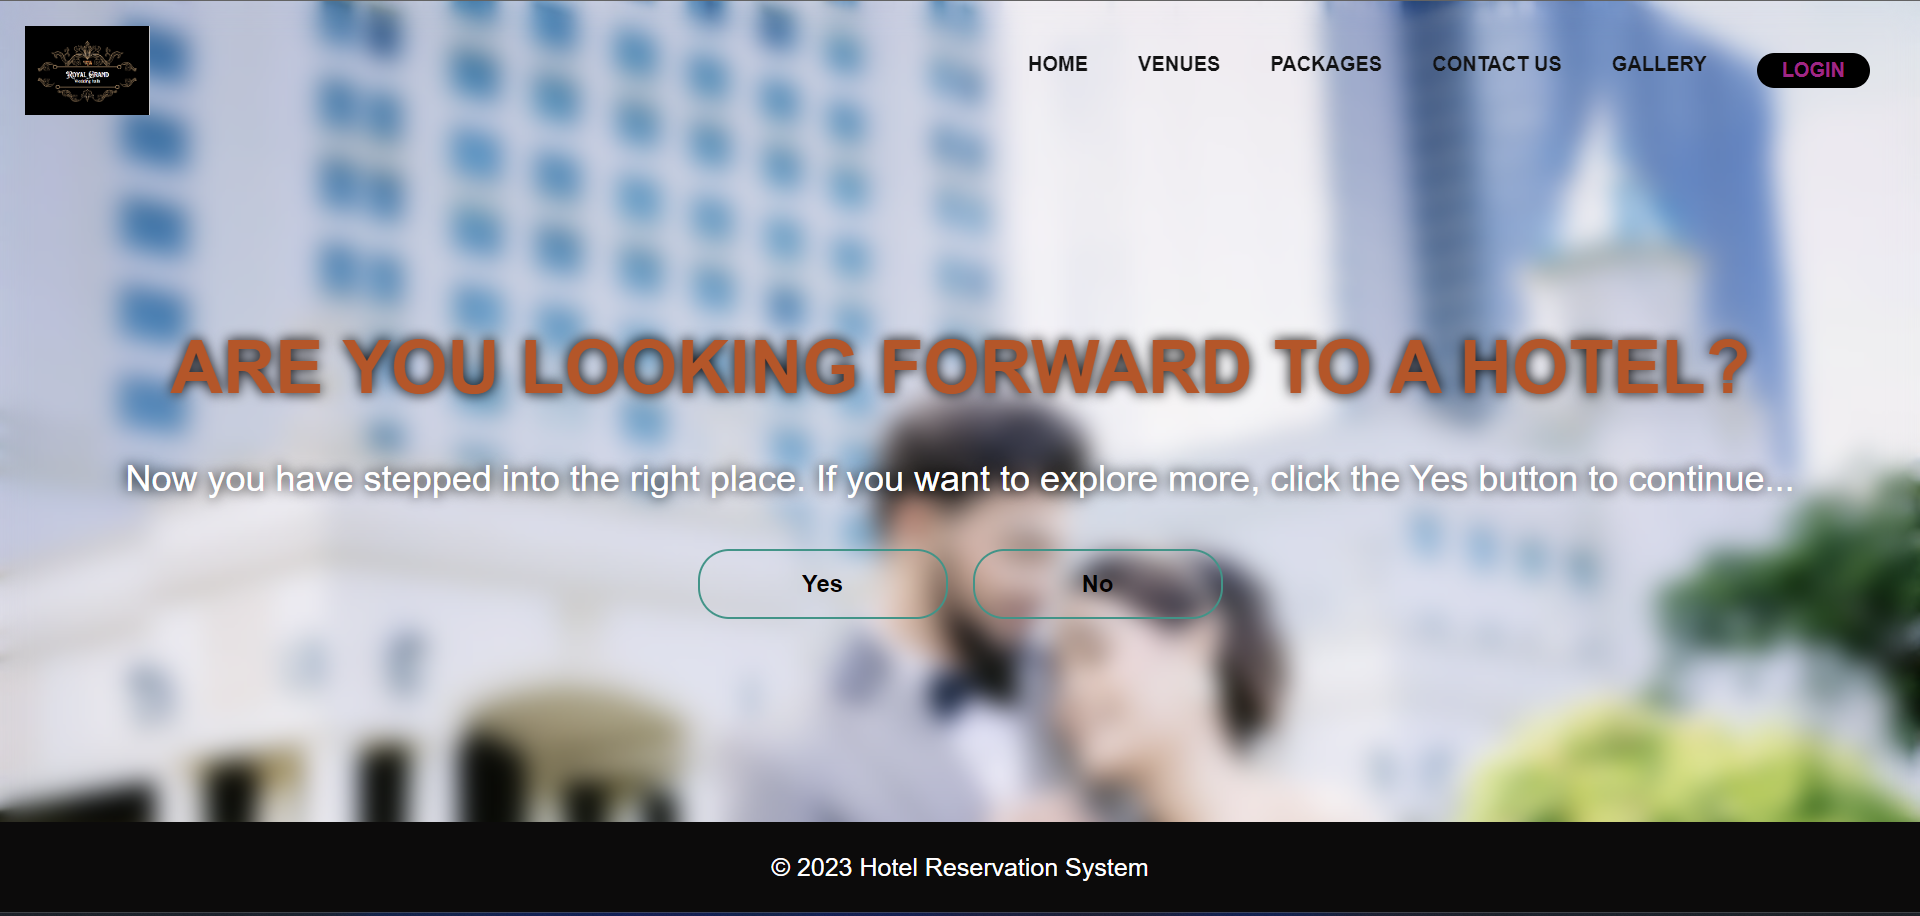 ROYAL GRAND
Wedding Halls
HOME VENUES PACKAGES CONTACT US GALLERY LOGIN
ARE YOU LOOKING FORWARD TO A HOTEL?
Now you have stepped into the right place. If you want to explore more, click the Yes button to continue...
Yes No
© 2023 Hotel Reservation System